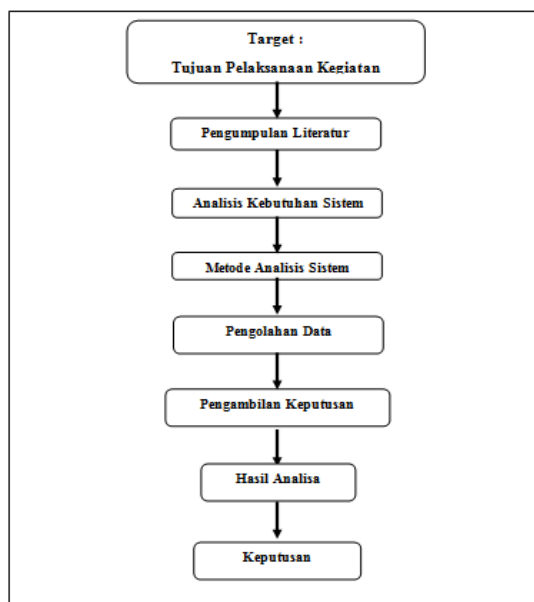 Target :
Tujuan Pelaksanaan Kegiatan
Pengumpulan Literatur
Analisis Kebutuhan Sistem
Metode Analisis Sistem
Pengolahan Data
Pengambilan Keputusan
Hasil Analisa
Keputusan